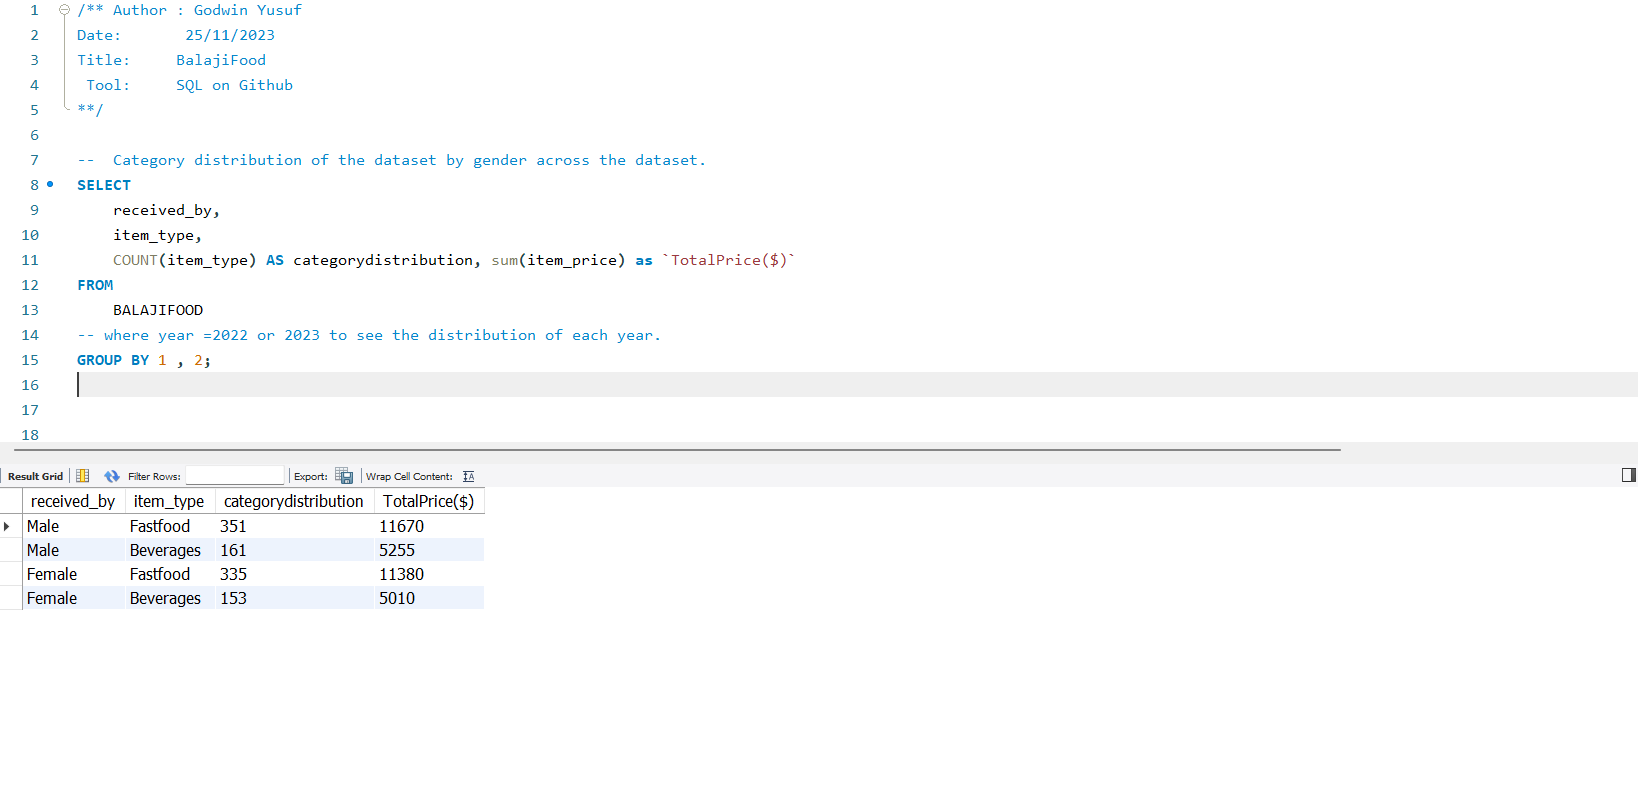 1 /** Author : Godwin Yusuf
2 Date: 25/11/2023
3 Title: BalajiFood
4 Tool: SQL on Github
5 **/
6
7 -- Category distribution of the dataset by gender across the dataset.
8 SELECT
9 received_by,
10 item_type,
11 COUNT(item_type) AS categorydistribution, sum(item_price) as `TotalPrice($)`
12 FROM
13 BALAJIFOOD
14 -- where year =2022 or 2023 to see the distribution of each year.
15 GROUP BY 1 , 2;
16
17
18
Result Grid Filter Rows: Export: Wrap Cell Content: IA
received_by item_type categorydistribution TotalPrice($)
Male Fastfood 351 11670
Male Beverages 161 5255
Female Fastfood 335 11380
Female Beverages 153 5010